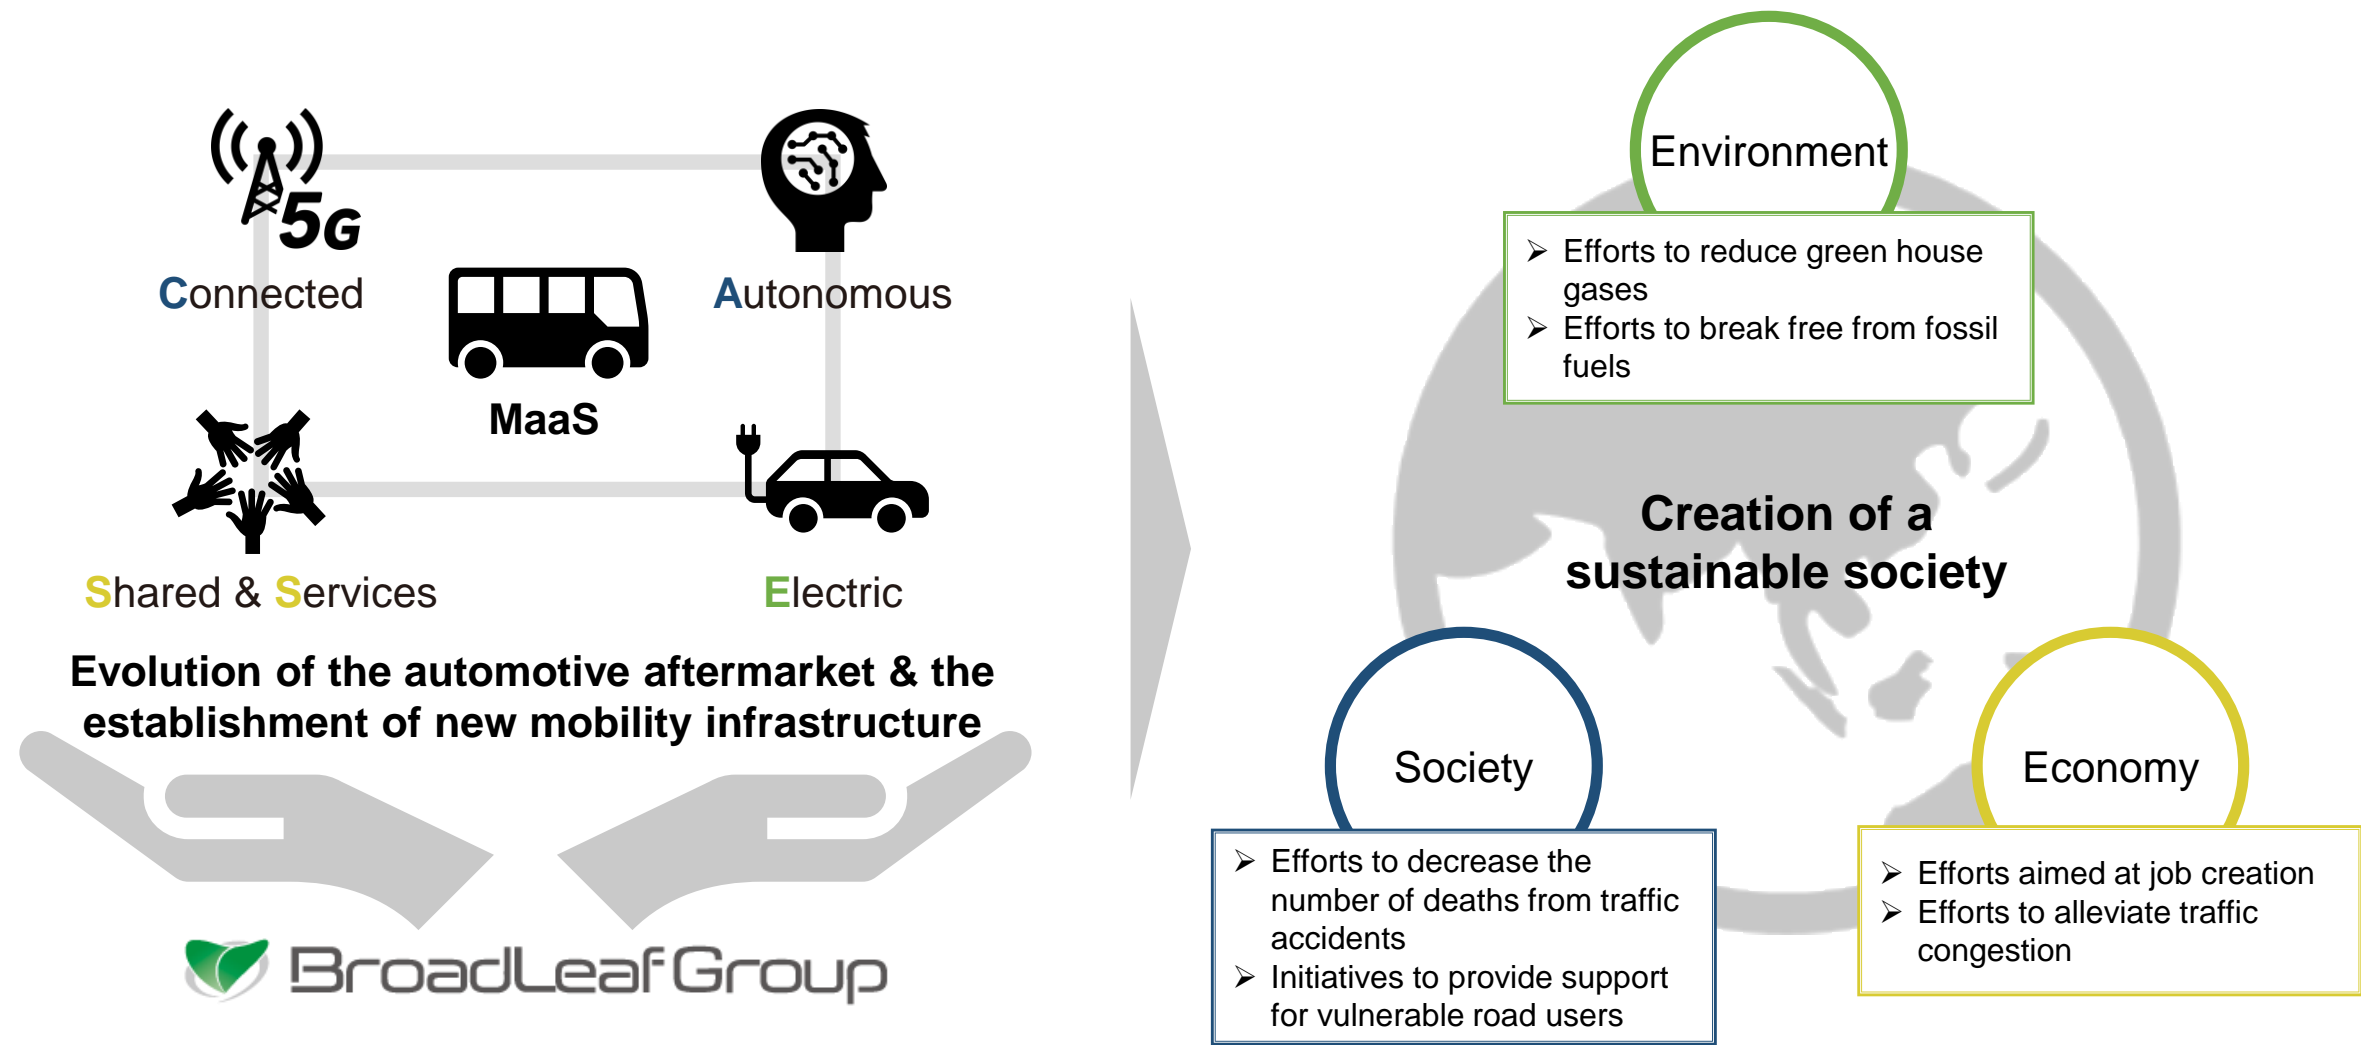 5G
Connected
Autonomous
MaaS
Shared & Services
Electric
Evolution of the automotive aftermarket & the
establishment of new mobility infrastructure
BroadLeaf Group
Environment
➢ Efforts to reduce green house
gases
➢ Efforts to break free from fossil
fuels
Creation of a
sustainable society
Society
➢ Efforts to decrease the
number of deaths from traffic
accidents
➢ Initiatives to provide support
for vulnerable road users
Economy
➢ Efforts aimed at job creation
➢ Efforts to alleviate traffic
congestion